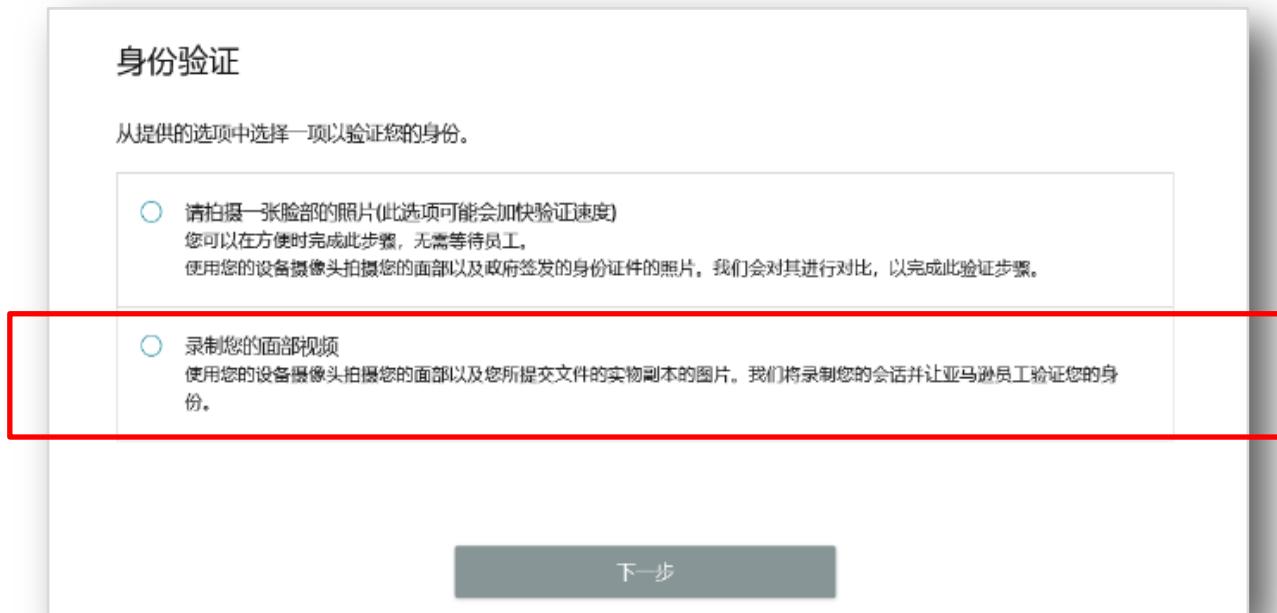 身份验证
从提供的选项中选择一项以验证您的身份。
请拍摄一张脸部的照片(此选项可能会加快验证速度)
您可以在方便时完成此步骤，无需等待员工。
使用您的设备摄像头拍摄您的面部以及政府签发的身份证件的照片。我们会对其进行对比，以完成此验证步骤。
录制您的面部视频
使用您的设备摄像头拍摄您的面部以及您所提交文件的实物副本的图片。我们将录制您的会话并让亚马逊员工验证您的身
份。
下一步